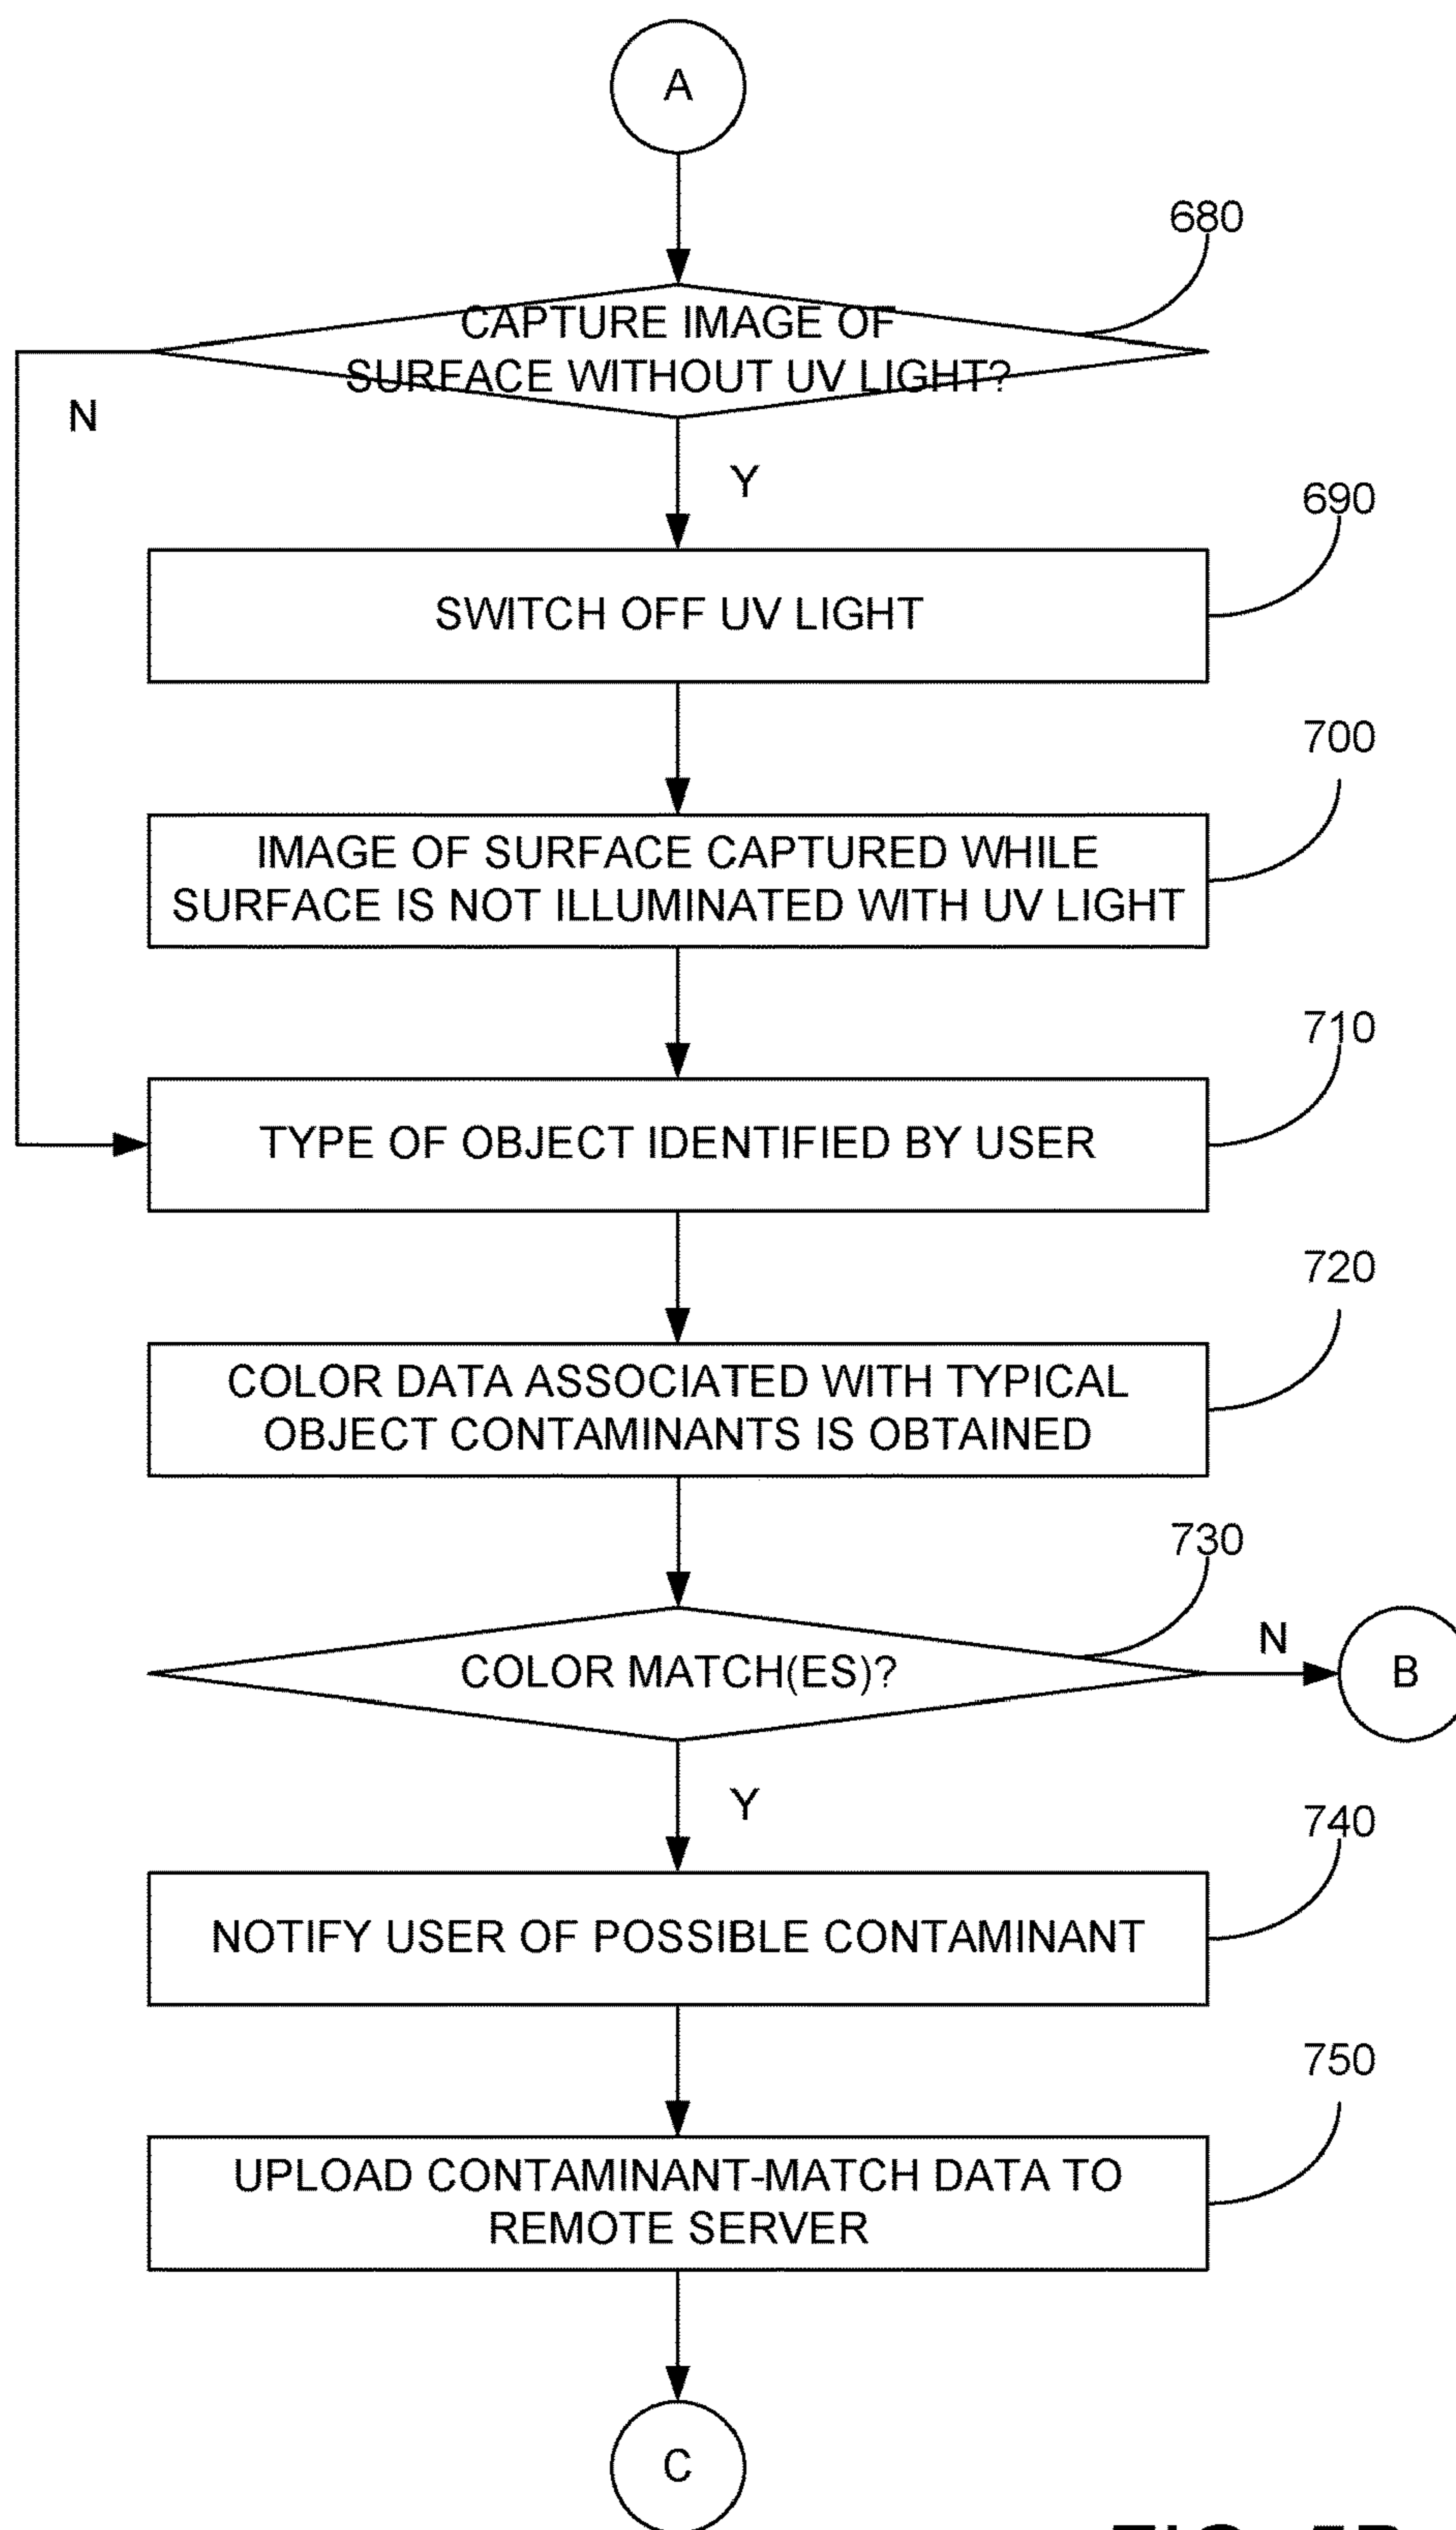 A
680
CAPTURE IMAGE OF
SURFACE WITHOUT UV LIGHT?
N
Y
690
SWITCH OFF UV LIGHT
700
IMAGE OF SURFACE CAPTURED WHILE
SURFACE IS NOT ILLUMINATED WITH UV LIGHT
710
TYPE OF OBJECT IDENTIFIED BY USER
720
COLOR DATA ASSOCIATED WITH TYPICAL
OBJECT CONTAMINANTS IS OBTAINED
730
COLOR MATCH(ES)?
N
B
Y
740
NOTIFY USER OF POSSIBLE CONTAMINANT
750
UPLOAD CONTAMINANT-MATCH DATA TO
REMOTE SERVER
C